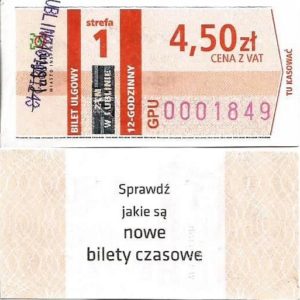 strefa
1
BILET ULGOWY
ZTM
W LUBLINIE
12-GODZINNY
4,50zł
CENA Z VAT
GPU
0001849
TU KASOWAĆ
Sprawdź
jakie są
nowe
bilety czasowe